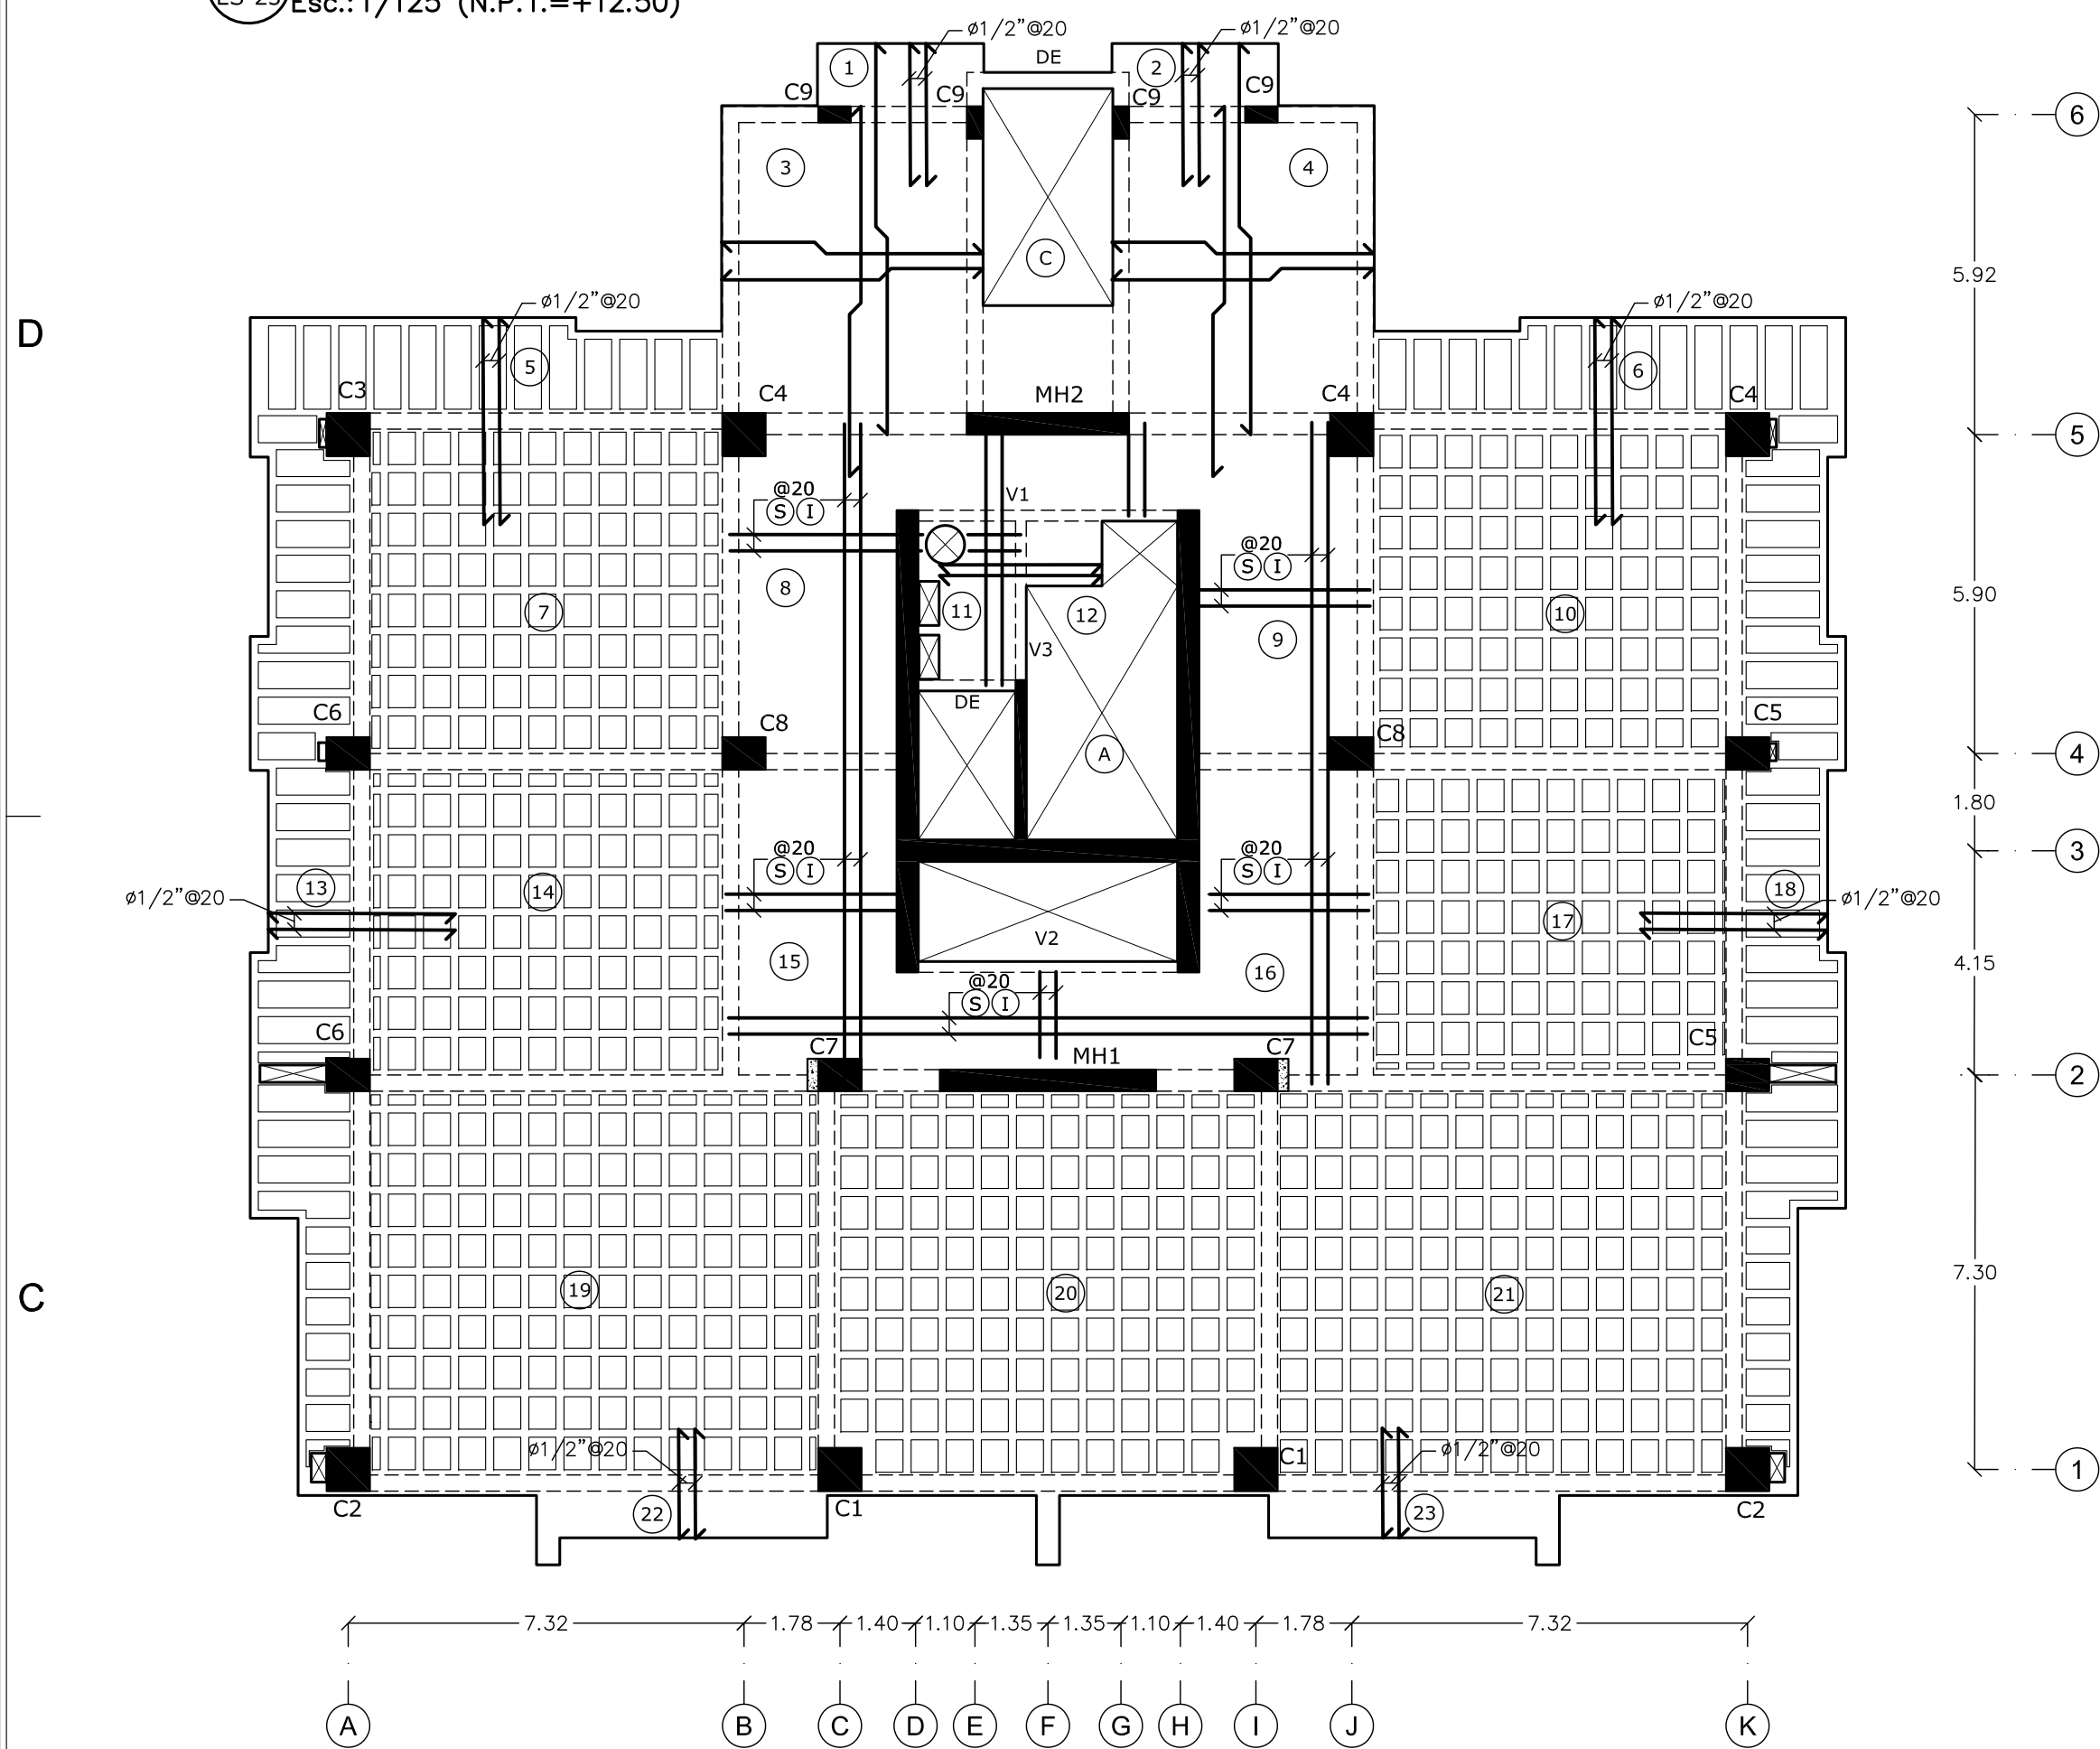 Esc.: 1/125 (N.P.T.=+12.50)
ø1/2"@20
ø1/2"@20
1
2
DE
C9
C9
C9
C9
6
3
4
C
5.92
D
ø1/2"@20
ø1/2"@20
5
6
C3
C4
MH2
C4
C4
5
@20
S I
V1
@20
S I
8
7
11
12
10
5.90
9
V3
DE
C6
C8
C8
C5
A
4
1.80
@20
S I
@20
S I
3
13
14
18
ø1/2"@20
ø1/2"@20
17
V2
15
16
4.15
@20
S I
C6
C7
MH1
C7
C5
2
C
19
20
21
7.30
ø1/2"@20
ø1/2"@20
C1
1
C2
22
C1
23
C2
7.32 1.78 1.40 1.10 1.35 1.35 1.10 1.40 1.78 7.32
A B C D E F G H I J K